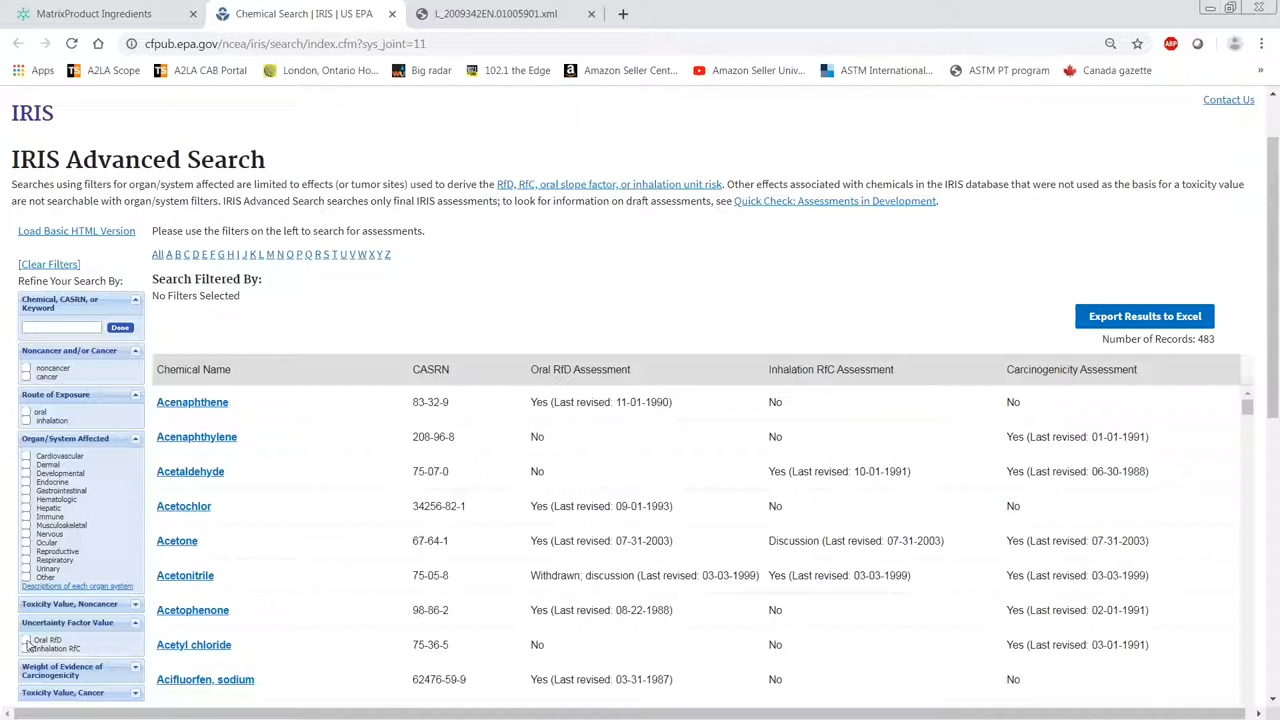 MatrixProduct Ingredients
Chemical Search | IRIS | US EPA
L_2009342EN.01005901.xml
cfpub.epa.gov/ncea/iris/search/index.cfm?sys_joint=11
ABP
Apps
A2LA Scope
A2LA CAB Portal
London, Ontario Ho...
Big radar
102.1 the Edge
Amazon Seller Cent...
Amazon Seller Univ...
ASTM International...
ASTM PT program
Canada gazette
»
Contact Us
IRIS
IRIS Advanced Search
Searches using filters for organ/system affected are limited to effects (or tumor sites) used to derive the RfD, RfC, oral slope factor, or inhalation unit risk. Other effects associated with chemicals in the IRIS database that were not used as the basis for a toxicity value
are not searchable with organ/system filters. IRIS Advanced Search searches only final IRIS assessments; to look for information on draft assessments, see Quick Check: Assessments in Development.
Load Basic HTML Version
Please use the filters on the left to search for assessments.
All A B C D E F G H I J K L M N O P Q R S T U V W X Y Z
[Clear Filters]
Refine Your Search By:
Search Filtered By:
No Filters Selected
Chemical, CASRN, or
Keyword
Done
Noncancer and/or Cancer
noncancer
cancer
Route of Exposure
oral
inhalation
Organ/System Affected
Cardiovascular
Dermal
Developmental
Endocrine
Gastrointestinal
Hematologic
Hepatic
Immune
Musculoskeletal
Nervous
Ocular
Reproductive
Respiratory
Urinary
Other
Descriptions of each organ system
Toxicity Value, Noncancer
Uncertainty Factor Value
Oral RfD
Inhalation RfC
Weight of Evidence of
Carcinogenicity
Toxicity Value, Cancer
Export Results to Excel
Number of Records: 483
Chemical Name CASRN Oral RfD Assessment Inhalation RfC Assessment Carcinogenicity Assessment
Acenaphthene 83-32-9 Yes (Last revised: 11-01-1990) No No
Acenaphthylene 208-96-8 No No Yes (Last revised: 01-01-1991)
Acetaldehyde 75-07-0 No Yes (Last revised: 10-01-1991) Yes (Last revised: 06-30-1988)
Acetochlor 34256-82-1 Yes (Last revised: 09-01-1993) No No
Acetone 67-64-1 Yes (Last revised: 07-31-2003) Discussion (Last revised: 07-31-2003) Yes (Last revised: 07-31-2003)
Acetonitrile 75-05-8 Withdrawn; discussion (Last revised: 03-03-1999) Yes (Last revised: 03-03-1999) Yes (Last revised: 03-03-1999)
Acetophenone 98-86-2 Yes (Last revised: 08-22-1988) No Yes (Last revised: 02-01-1991)
Acetyl chloride 75-36-5 No No Yes (Last revised: 03-01-1991)
Acifluorfen, sodium 62476-59-9 Yes (Last revised: 03-31-1987) No No